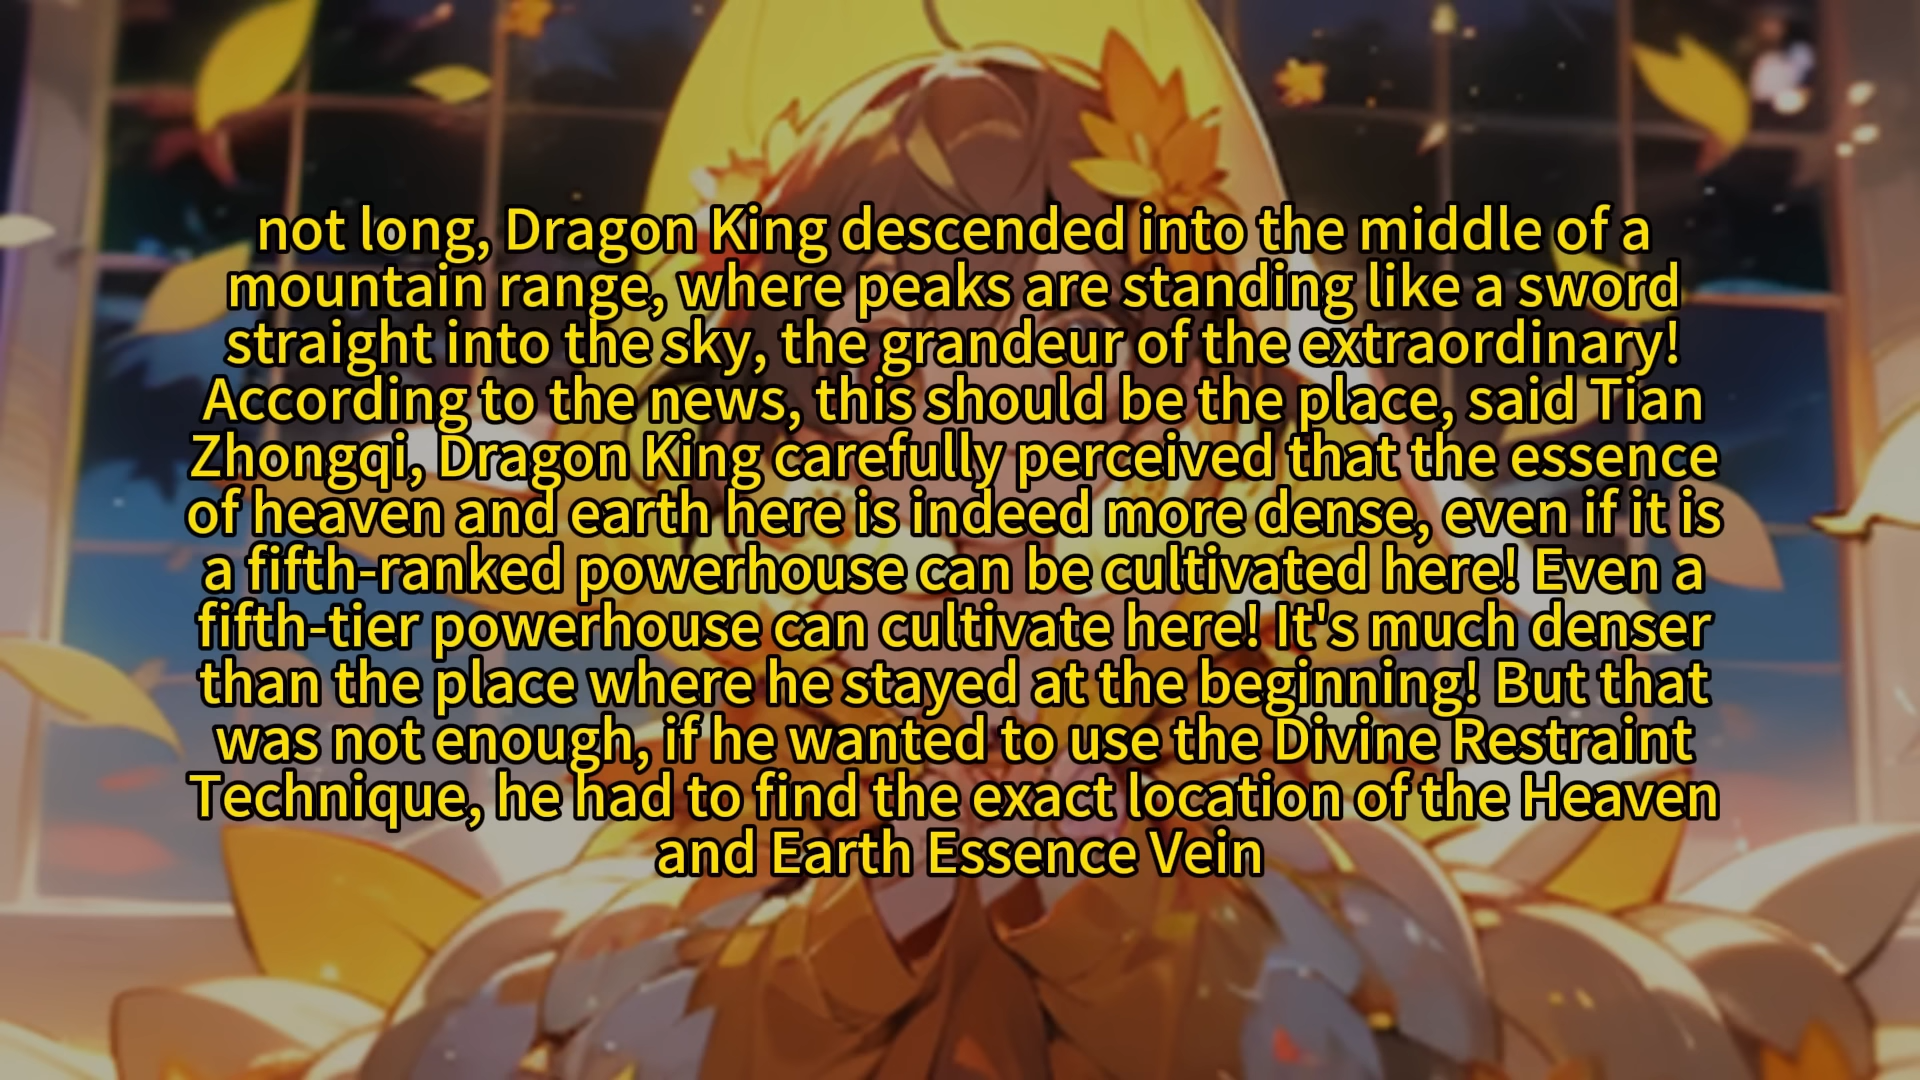 not long, Dragon King descended into the middle of a
mountain range, where peaks are standing like a sword
straight into the sky, the grandeur of the extraordinary!
According to the news, this should be the place, said Tian
Zhongqi, Dragon King carefully perceived that the essence
of heaven and earth here is indeed more dense, even if it is
a fifth-ranked powerhouse can be cultivated here! Even a
fifth-tier powerhouse can cultivate here! It's much denser
than the place where he stayed at the beginning! But that
was not enough, if he wanted to use the Divine Restraint
Technique, he had to find the exact location of the Heaven
and Earth Essence Vein